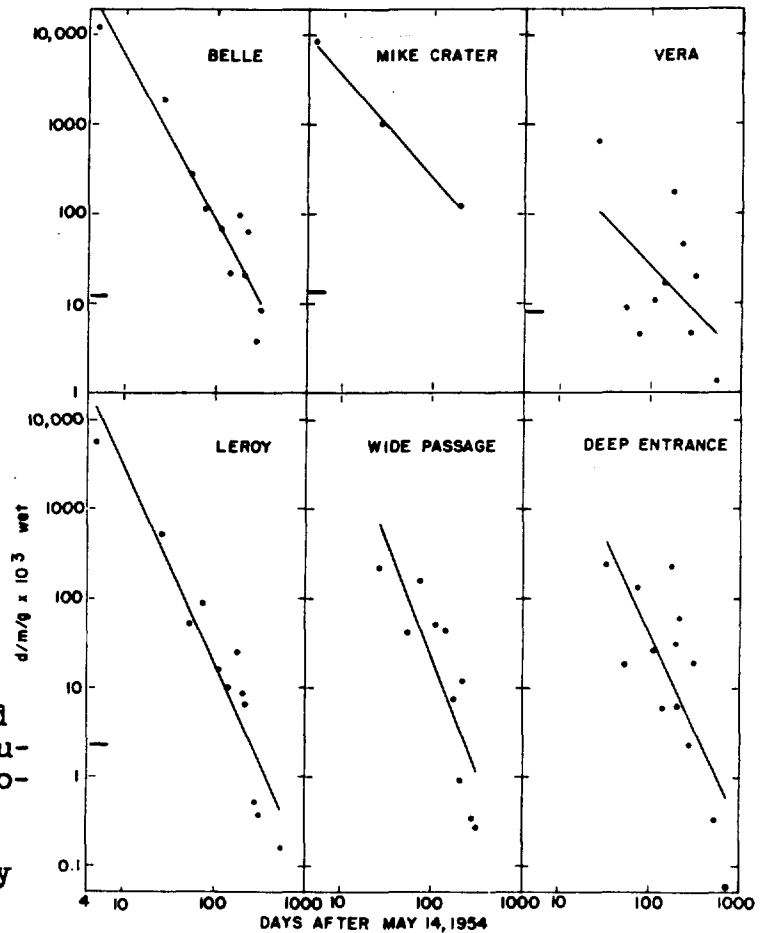 10,000
1000
100
10
1
BELLE
MIKE CRATER
VERA
10,000
1000
100
10
1
0.1
d/m/g x 10³ wet
LEROY
WIDE PASSAGE
DEEP ENTRANCE
u-
o-
y
4 10 100 1000 10 100 1000 10 100 1000
DAYS AFTER MAY 14, 1954